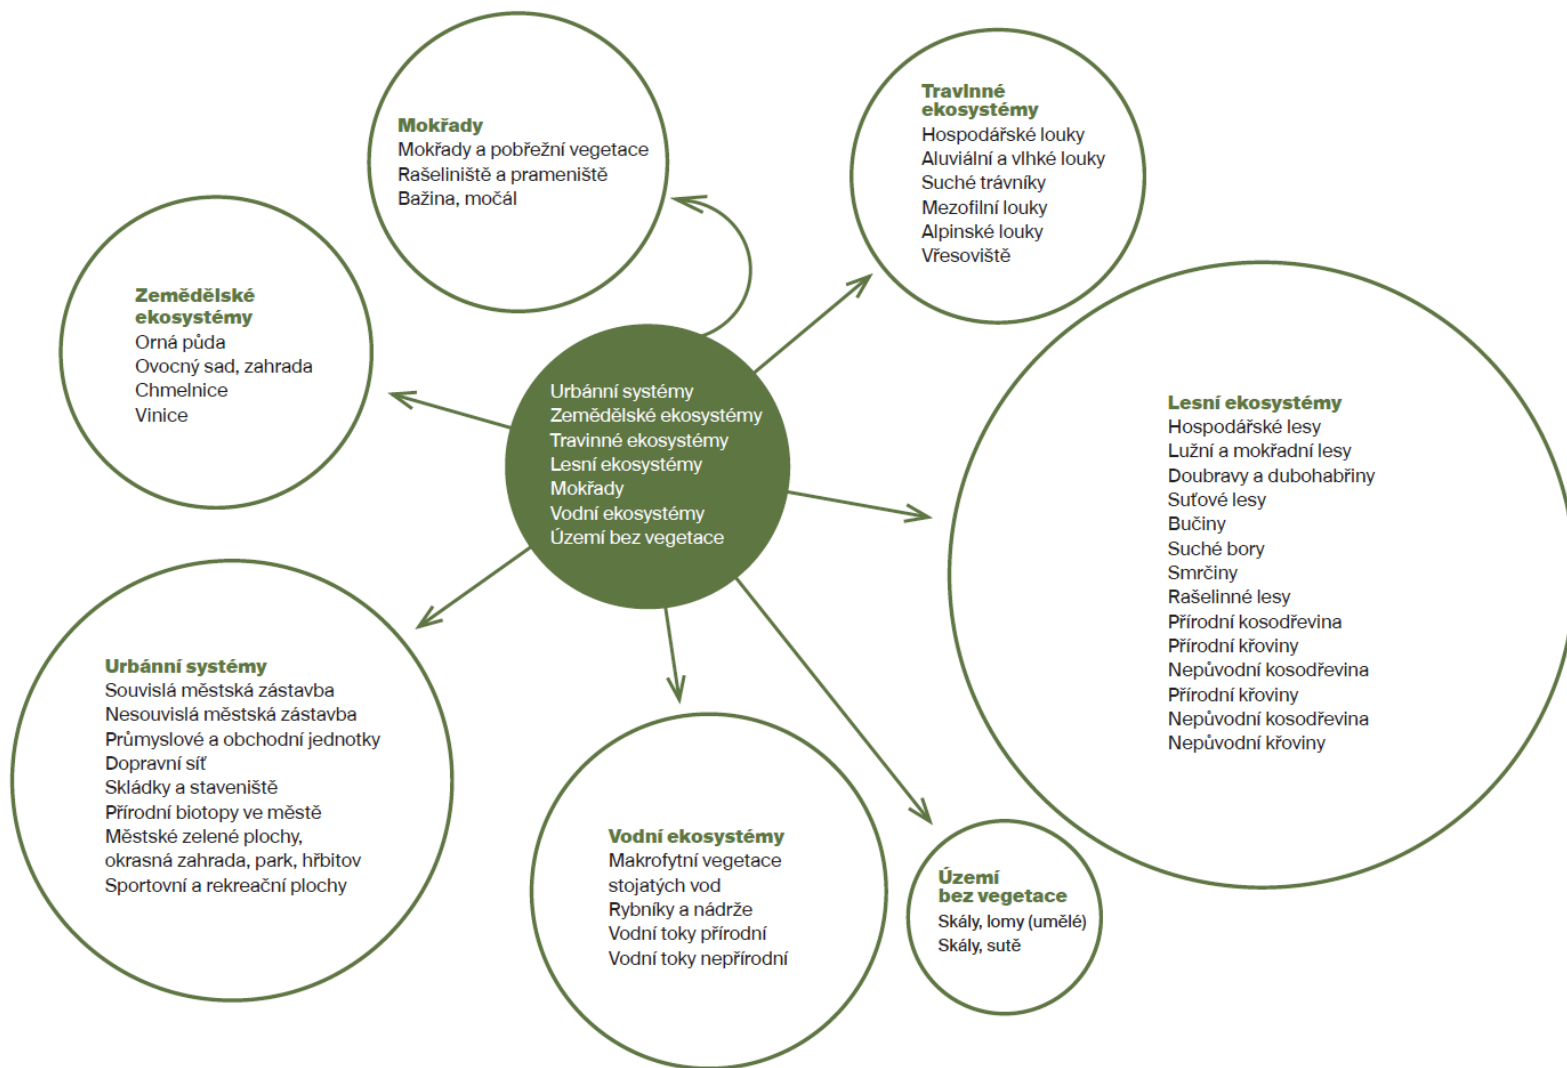 Mokřady
Mokřady a pobřežní vegetace
Rašeliniště a prameniště
Bažina, močál
Travinné
ekosystémy
Hospodářské louky
Aluviální a vlhké louky
Suché trávníky
Mezofilní louky
Alpinské louky
Vřesoviště
Zemědělské
ekosystémy
Orná půda
Ovocný sad, zahrada
Chmelnice
Vinice
Urbánní systémy
Zemědělské ekosystémy
Travinné ekosystémy
Lesní ekosystémy
Mokřady
Vodní ekosystémy
Území bez vegetace
Lesní ekosystémy
Hospodářské lesy
Lužní a mokřadní lesy
Doubravy a dubohabřiny
Suťové lesy
Bučiny
Suché bory
Smrčiny
Rašelinné lesy
Přírodní kosodřevina
Přírodní křoviny
Nepůvodní kosodřevina
Přírodní křoviny
Nepůvodní kosodřevina
Nepůvodní křoviny
Urbánní systémy
Souvislá městská zástavba
Nesouvislá městská zástavba
Průmyslové a obchodní jednotky
Dopravní síť
Skládky a staveniště
Přírodní biotopy ve městě
Městské zelené plochy,
okrasná zahrada, park, hřbitov
Sportovní a rekreační plochy
Vodní ekosystémy
Makrofytní vegetace
stojatých vod
Rybníky a nádrže
Vodní toky přírodní
Vodní toky nepřírodní
Území
bez vegetace
Skály, lomy (umělé)
Skály, sutě